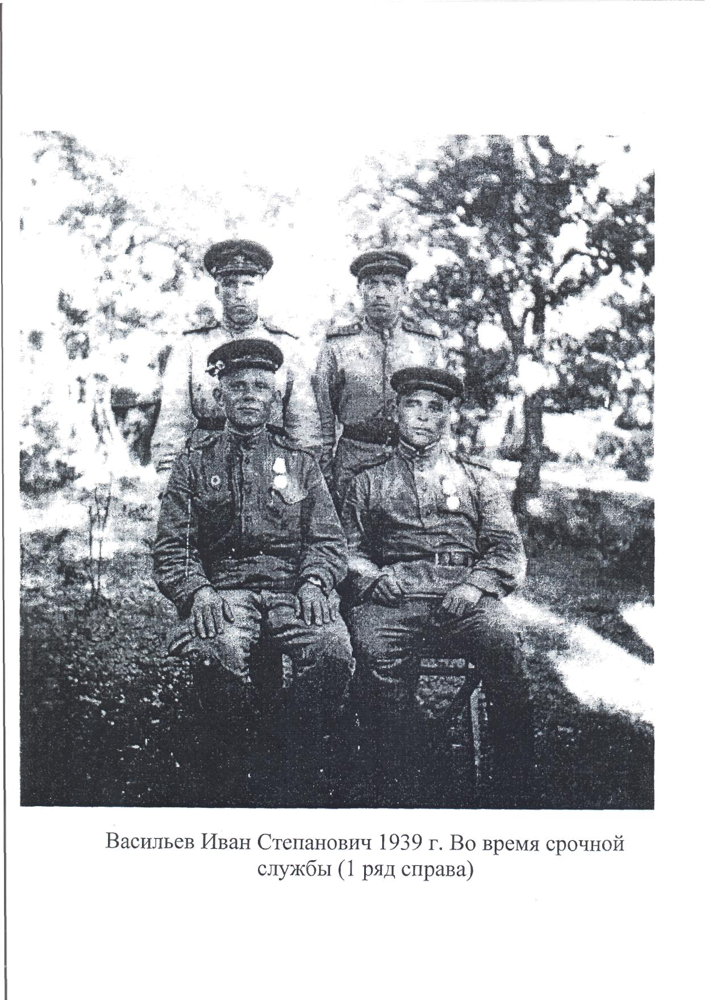 Васильев Иван Степанович 1939 г. Во время срочной
службы (1 ряд справа)